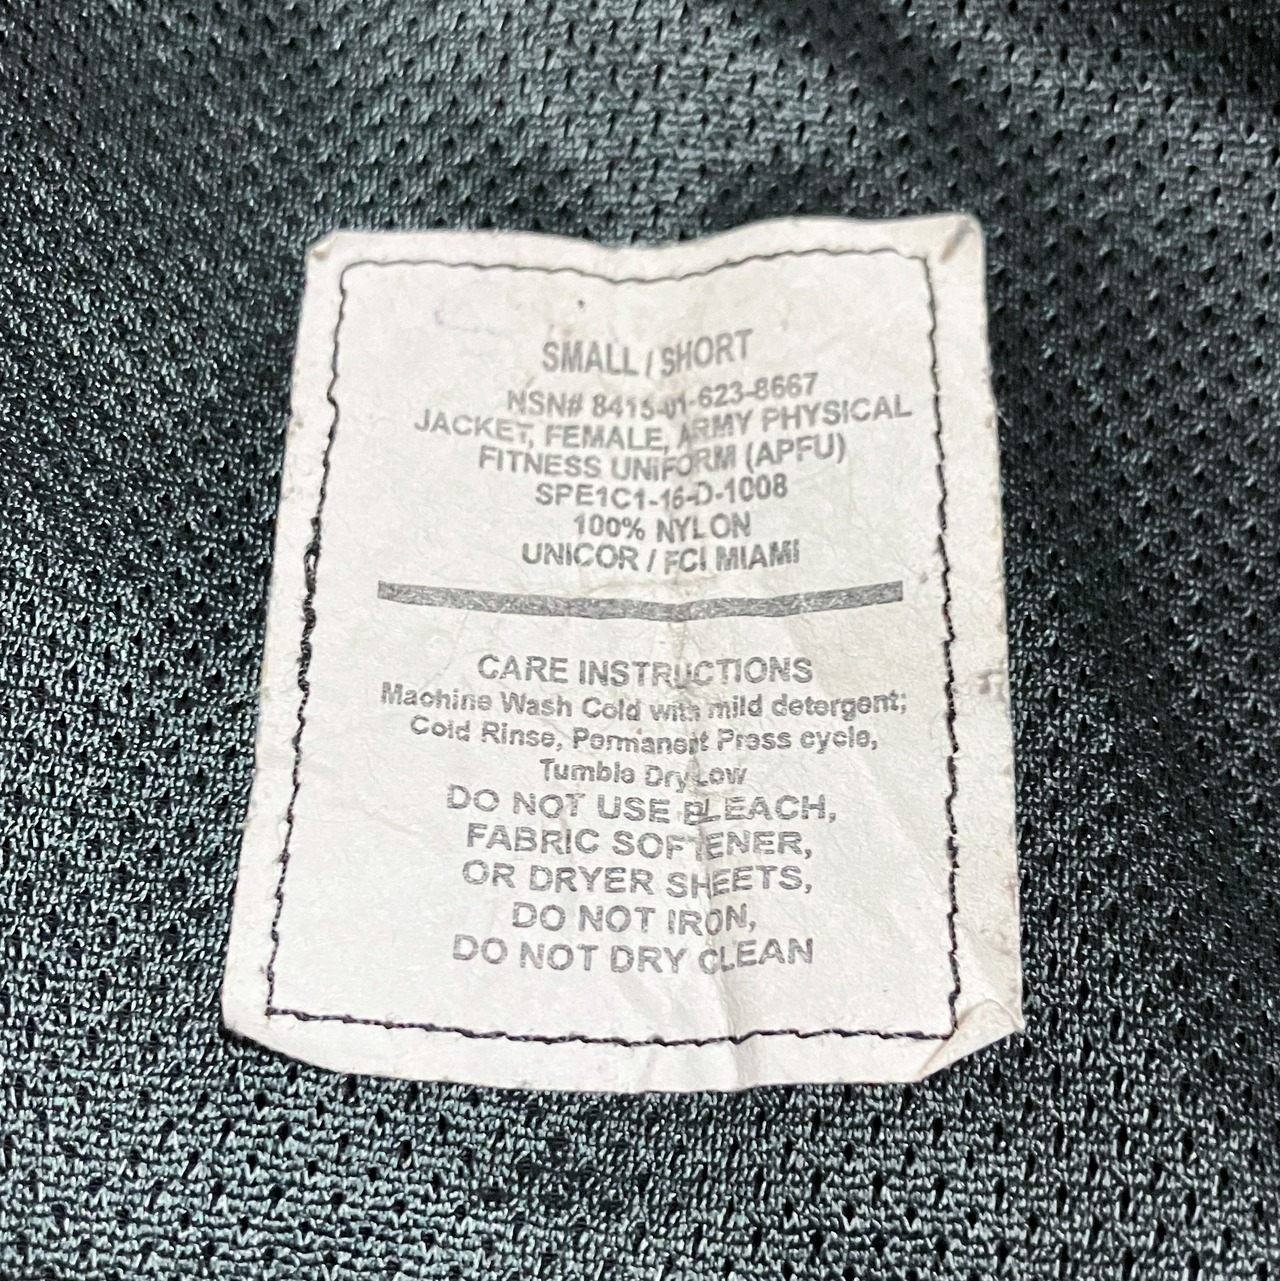 SMALL / SHORT
NSN# 8415-01-623-8667
JACKET, FEMALE, ARMY PHYSICAL
FITNESS UNIFORM (APFU)
SPE1C1-16-D-1008
100% NYLON
UNICOR / FCI MIAMI
CARE INSTRUCTIONS
Machine Wash Cold with mild detergent;
Cold Rinse, Permanent Press cycle,
Tumble Dry Low
DO NOT USE BLEACH,
FABRIC SOFTENER,
OR DRYER SHEETS,
DO NOT IRON,
DO NOT DRY CLEAN